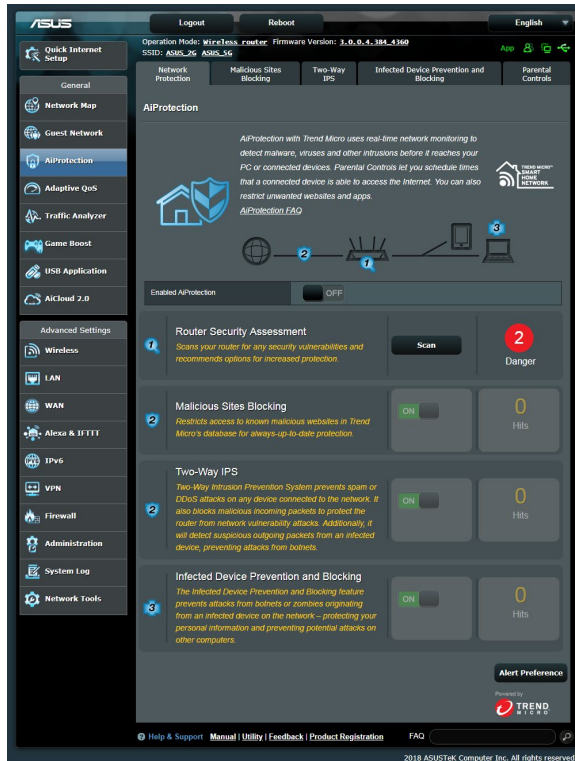 ASUS
Logout
Reboot
English
Quick Internet
Setup
Operation Mode: Wireless router Firmware Version: 3.0.0.4.384_4360
SSID: ASUS_2G ASUS_5G
App
General
Network Map
Guest Network
AiProtection
Adaptive QoS
Traffic Analyzer
Game Boost
USB Application
AiCloud 2.0
Advanced Settings
Wireless
LAN
WAN
Alexa & IFTTT
IPv6
VPN
Firewall
Administration
System Log
Network Tools
Network
Protection
Malicious Sites
Blocking
Two-Way
IPS
Infected Device Prevention and
Blocking
Parental
Controls
AiProtection
AiProtection with Trend Micro uses real-time network monitoring to
detect malware, viruses and other intrusions before it reaches your
PC or connected devices. Parental Controls let you schedule times
that a connected device is able to access the Internet. You can also
restrict unwanted websites and apps.
AiProtection FAQ
TREND MICRO™
SMART
HOME
NETWORK
2
1
3
Enabled AiProtection
OFF
1
Router Security Assessment
Scans your router for any security vulnerabilities and
recommends options for increased protection.
Scan
2
Danger
2
Malicious Sites Blocking
Restricts access to known malicious websites in Trend
Micro's database for always-up-to-date protection.
ON
0
Hits
2
Two-Way IPS
Two-Way Intrusion Prevention System prevents spam or
DDoS attacks on any device connected to the network. It
also blocks malicious incoming packets to protect the
router from network vulnerability attacks. Additionally, it
will detect suspicious outgoing packets from an infected
device, preventing attacks from botnets.
ON
0
Hits
3
Infected Device Prevention and Blocking
The Infected Device Prevention and Blocking feature
prevents attacks from botnets or zombies originating
from an infected device on the network – protecting your
personal information and preventing potential attacks on
other computers.
ON
0
Hits
Alert Preference
Powered by
TREND
MICRO
Help & Support Manual | Utility | Feedback | Product Registration
FAQ
2018 ASUSTeK Computer Inc. All rights reserved